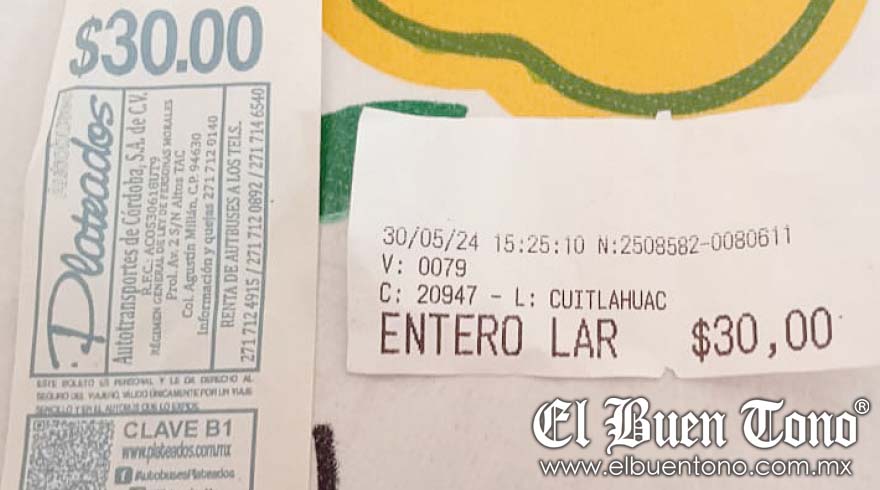 $30.00
Plateados
Autotransportes de Córdoba, S.A. de C.V.
R.F.C.: ACO530618UT9
RÉGIMEN GENERAL DE LEY DE PERSONAS MORALES
Prol. Av. 2 S/N Altos TAC
Col. Agustín Millán, C.P. 94630
Información y quejas 271 712 0140
RENTA DE AUTBUSES A LOS TELS.
271 712 4915 / 271 712 0892 / 271 714 6540
ESTE BOLETO ES PERSONAL Y LE DA DERECHO AL
SEGURO DEL VIAJERO, VÁLIDO ÚNICAMENTE POR UN VIAJE
SENCILLO Y EN EL AUTOBUS QUE LO EXPIDE.
CLAVE B1
www.plateados.com.mx
AutobusesPlateados
30/05/24 15:25:10 N:2508582-0080611
V: 0079
C: 20947 - L: CUITLAHUAC
ENTERO LAR $30,00
El Buen Tono®
www.elbuentono.com.mx